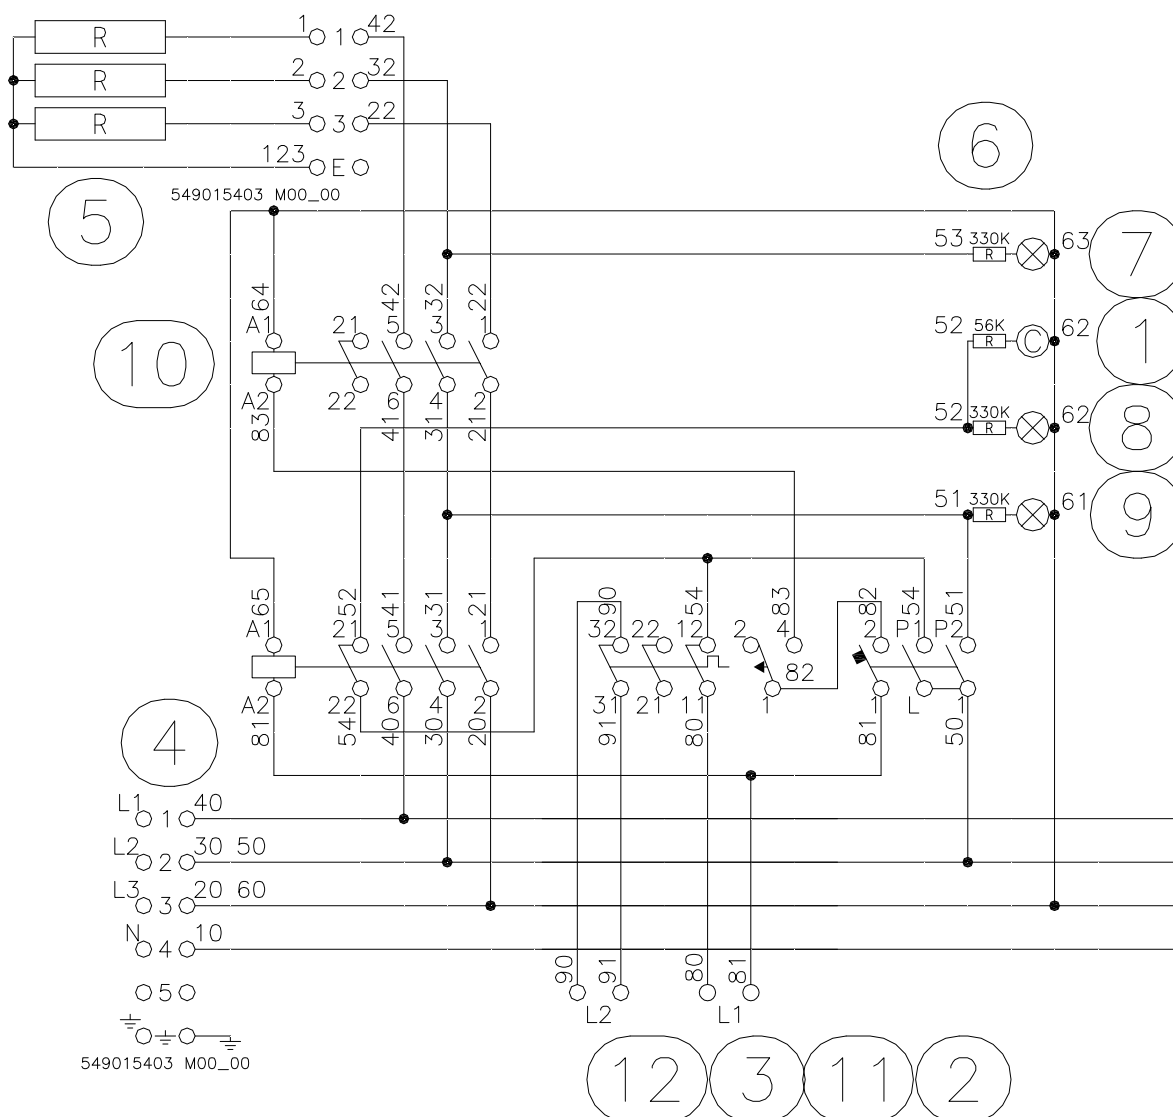 R 1 1 42
R 2 2 32
R 3 3 22
123 E
549015403 M00_00
6
5
53 330K R 63 7
64 42 32 22
A1 21 5 3 1
52 56K R C 62 1
10
A2 22 6 4 2
83 41 31 21
52 330K R 62 8
51 330K R 61 9
65 52 41 31 21 90 54 83 82 54 51
A1 21 5 3 1 32 22 12 2 4 2 P1 P2
82
A2 22 6 4 2 31 21 11 1 1 L 1
81 54 40 30 20 91 80 81 50
4
L1 1 40
L2 2 30 50
L3 3 20 60
N 4 10
90 91 80 81
5
L2 L1
549015403 M00_00
12 3 11 2